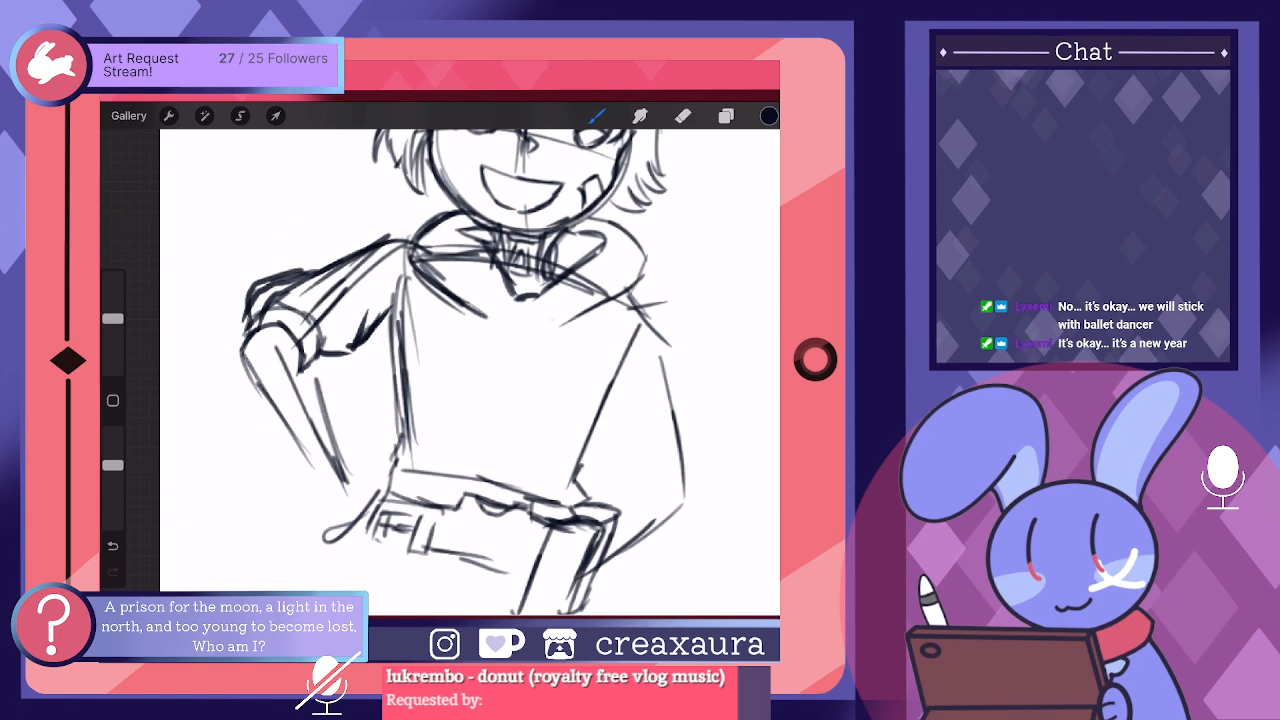 Art Request
Stream!
27 / 25 Followers
Gallery
Chat
Lyxemi No... it's okay... we will stick
with ballet dancer
It's okay... it's a new year
A prison for the moon, a light in the
north, and too young to become lost.
Who am I?
creaxaura
lukrembo - donut (royalty free vlog music)
Requested by: